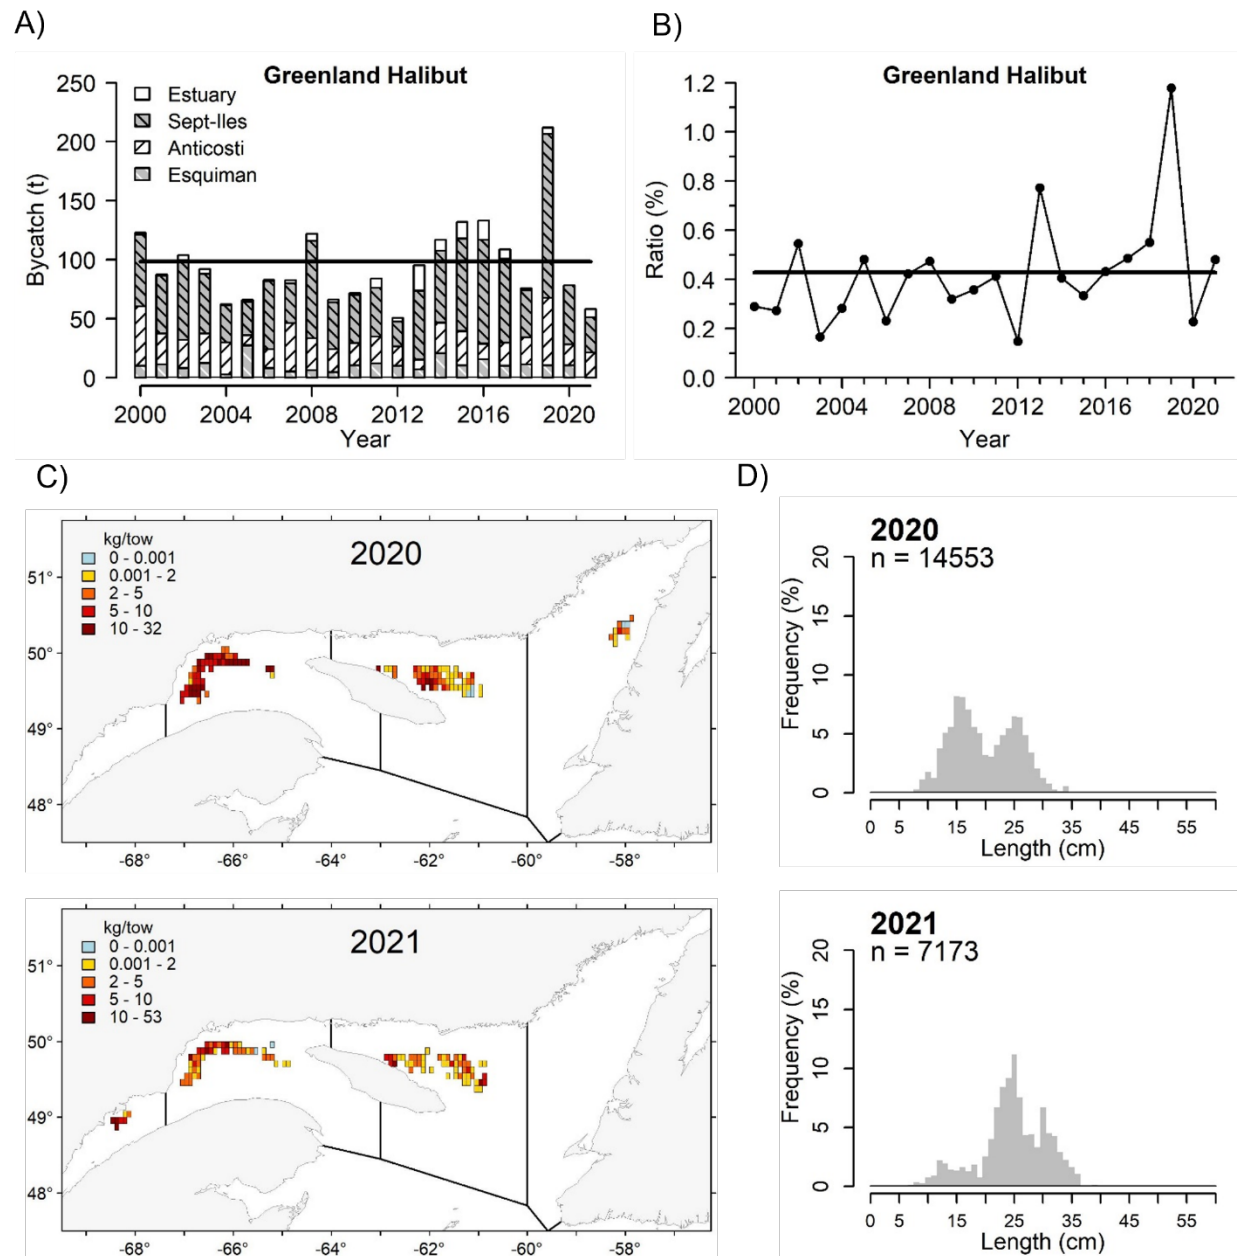 A)
Greenland Halibut
Bycatch (t)
250
200
150
100
50
0
Estuary
Sept-Iles
Anticosti
Esquiman
2000 2004 2008 2012 2016 2020
Year
B)
Greenland Halibut
Ratio (%)
1.2
1.0
0.8
0.6
0.4
0.2
0.0
2000 2004 2008 2012 2016 2020
Year
C)
kg/tow
0 - 0.001
0.001 - 2
2 - 5
5 - 10
10 - 32
2020
51°
50°
49°
48°
-68° -66° -64° -62° -60° -58°
D)
2020
n = 14553
Frequency (%)
20
15
10
5
0
0 5 15 25 35 45 55
Length (cm)
kg/tow
0 - 0.001
0.001 - 2
2 - 5
5 - 10
10 - 53
2021
51°
50°
49°
48°
-68° -66° -64° -62° -60° -58°
2021
n = 7173
Frequency (%)
20
15
10
5
0
0 5 15 25 35 45 55
Length (cm)